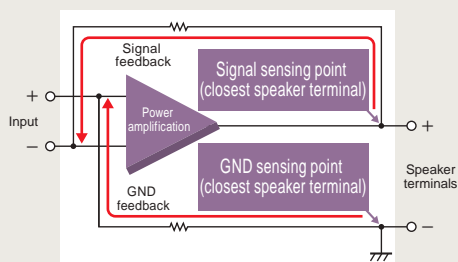 Signal
feedback
Signal sensing point
(closest speaker terminal)
+
Input
−
Power
amplification
+
GND sensing point
(closest speaker terminal)
Speaker
terminals
GND
feedback
−